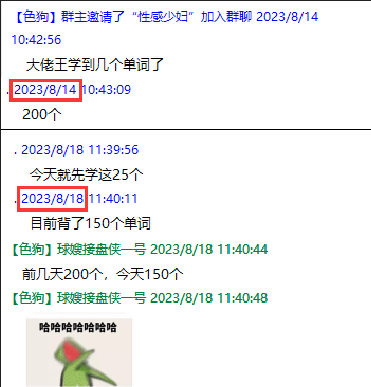 【色狗】群主邀请了“性感少妇”加入群聊 2023/8/14
10:42:56
大佬王学到几个单词了
. 2023/8/14 10:43:09
200个
. 2023/8/18 11:39:56
今天就先学这25个
. 2023/8/18 11:40:11
目前背了150个单词
【色狗】球嫂接盘侠一号 2023/8/18 11:40:44
前几天200个，今天150个
【色狗】球嫂接盘侠一号 2023/8/18 11:40:48
哈哈哈哈哈哈哈